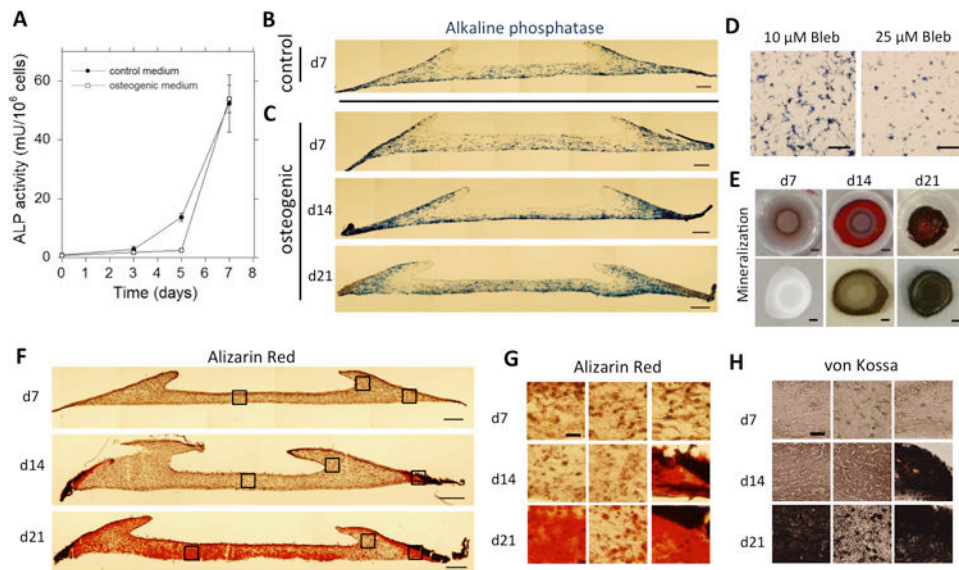 A
ALP activity (mU/10⁶ cells)
60
40
20
0
control medium
osteogenic medium
0 1 2 3 4 5 6 7 8
Time (days)
B
Alkaline phosphatase
control
d7
C
osteogenic
d7
d14
d21
D
10 µM Bleb 25 µM Bleb
E
d7 d14 d21
Mineralization
F
Alizarin Red
d7
d14
d21
G
Alizarin Red
d7
d14
d21
H
von Kossa
d7
d14
d21